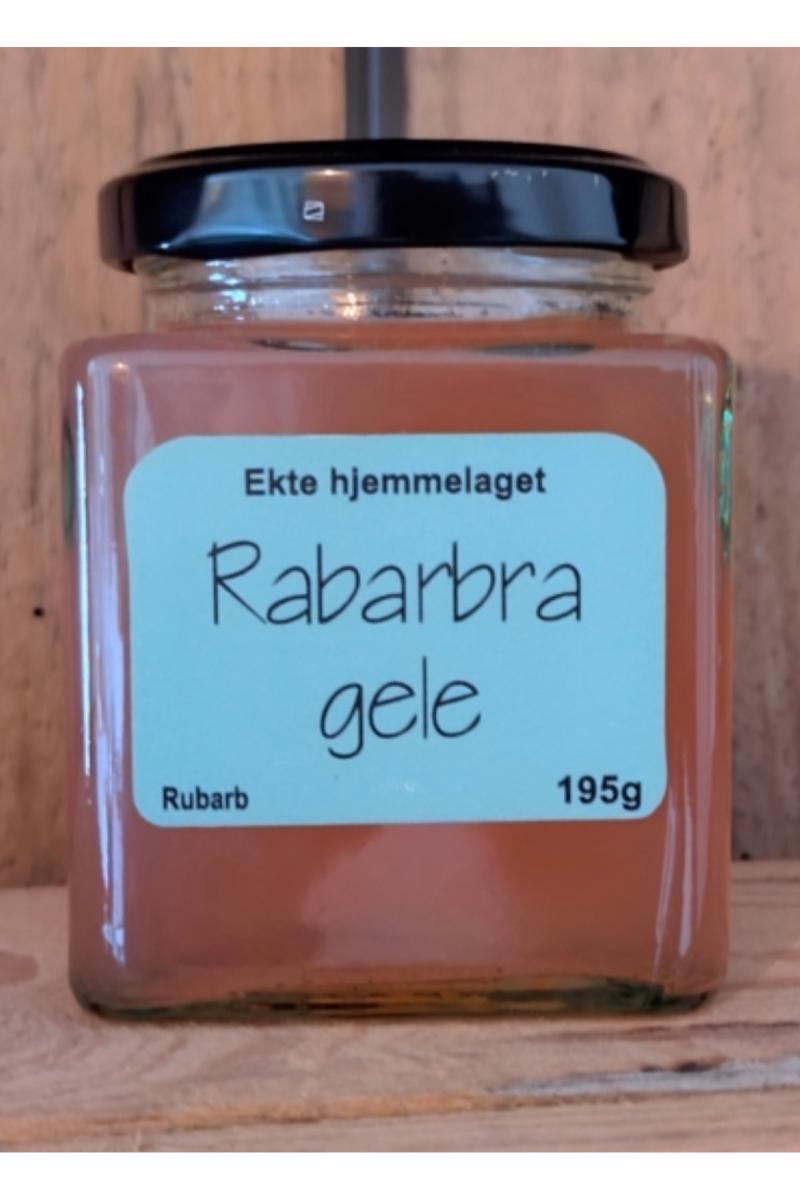 Ekte hjemmelaget
Rabarbra
gele
Rubarb 195g